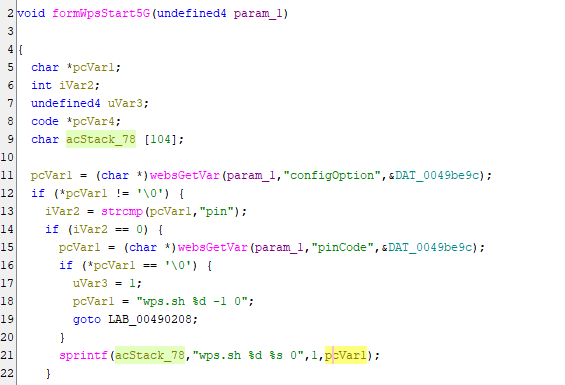 2 void formWpsStart5G(undefined4 param_1)
3
4 {
5 char *pcVar1;
6 int iVar2;
7 undefined4 uVar3;
8 code *pcVar4;
9 char acStack_78 [104];
10
11 pcVar1 = (char *)websGetVar(param_1,"configOption",&DAT_0049be9c);
12 if (*pcVar1 != '\0') {
13 iVar2 = strcmp(pcVar1,"pin");
14 if (iVar2 == 0) {
15 pcVar1 = (char *)websGetVar(param_1,"pinCode",&DAT_0049be9c);
16 if (*pcVar1 == '\0') {
17 uVar3 = 1;
18 pcVar1 = "wps.sh %d -1 0";
19 goto LAB_00490208;
20 }
21 sprintf(acStack_78,"wps.sh %d %s 0",1,pcVar1);
22 }